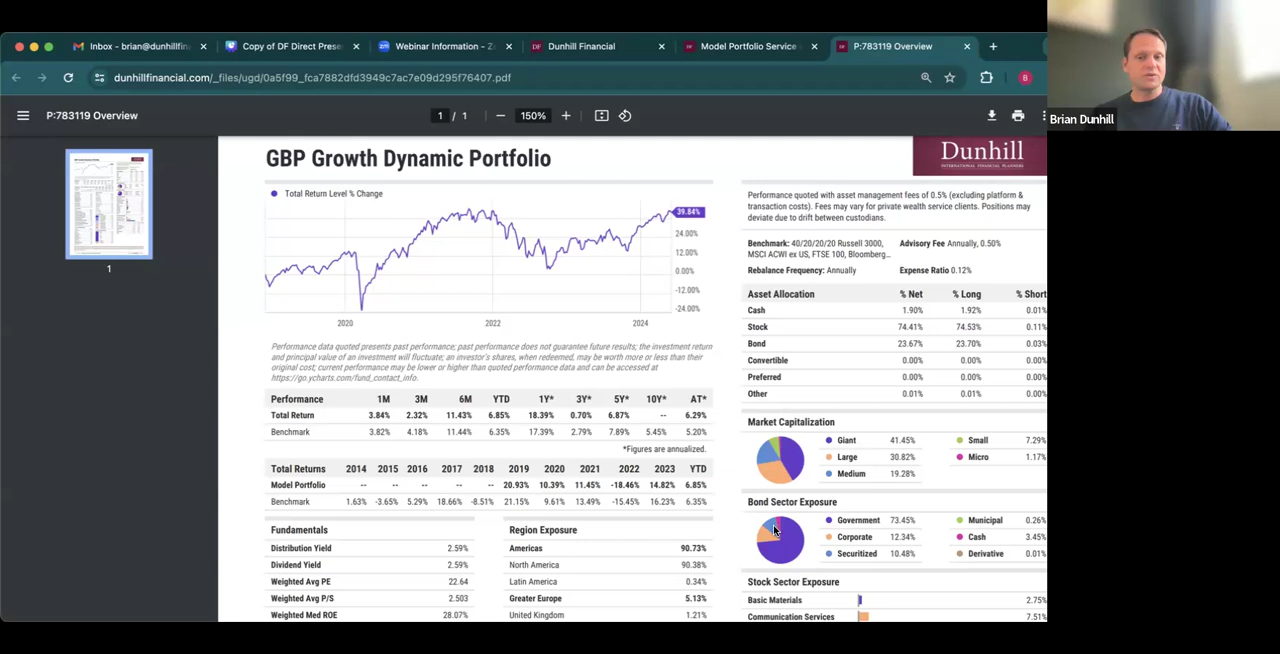 Inbox - brian@dunhillfin
Copy of DF Direct Prese
Webinar Information - Z
Dunhill Financial
Model Portfolio Service
P:783119 Overview
dunhillfinancial.com/_files/ugd/0a5f99_fca7882dfd3949c7ac7e09d295f76407.pdf
B
P:783119 Overview
1 / 1
150%
Brian Dunhill
1
GBP Growth Dynamic Portfolio
Dunhill
INTERNATIONAL FINANCIAL PLANNERS
Total Return Level % Change
39.84%
24.00%
12.00%
0.00%
-12.00%
-24.00%
2020 2022 2024
Performance data quoted presents past performance; past performance does not guarantee future results; the investment return
and principal value of an investment will fluctuate; an investor's shares, when redeemed, may be worth more or less than their
original cost; current performance may be lower or higher than quoted performance data and can be accessed at
https://go.ycharts.com/fund_contact_info.
Performance 1M 3M 6M YTD 1Y* 3Y* 5Y* 10Y* AT*
Total Return 3.84% 2.32% 11.43% 6.85% 18.39% 0.70% 6.87% -- 6.29%
Benchmark 3.82% 4.18% 11.44% 6.35% 17.39% 2.79% 7.89% 5.45% 5.20%
*Figures are annualized.
Total Returns 2014 2015 2016 2017 2018 2019 2020 2021 2022 2023 YTD
Model Portfolio -- -- -- -- -- 20.93% 10.39% 11.45% -18.46% 14.82% 6.85%
Benchmark 1.63% -3.65% 5.29% 18.66% -8.51% 21.15% 9.61% 13.49% -15.45% 16.23% 6.35%
Fundamentals
Distribution Yield 2.59%
Dividend Yield 2.59%
Weighted Avg PE 22.64
Weighted Avg P/S 2.503
Weighted Med ROE 28.07%
Region Exposure
Americas 90.73%
North America 90.38%
Latin America 0.34%
Greater Europe 5.13%
United Kingdom 1.21%
Performance quoted with asset management fees of 0.5% (excluding platform &
transaction costs). Fees may vary for private wealth service clients. Positions may
deviate due to drift between custodians.
Benchmark: 40/20/20/20 Russell 3000,
MSCI ACWI ex US, FTSE 100, Bloomberg...
Advisory Fee Annually, 0.50%
Rebalance Frequency: Annually
Expense Ratio 0.12%
Asset Allocation % Net % Long % Short
Cash 1.90% 1.92% 0.01%
Stock 74.41% 74.53% 0.11%
Bond 23.67% 23.70% 0.03%
Convertible 0.00% 0.00% 0.00%
Preferred 0.00% 0.00% 0.00%
Other 0.01% 0.01% 0.00%
Market Capitalization
Giant 41.45% Small 7.29%
Large 30.82% Micro 1.17%
Medium 19.28%
Bond Sector Exposure
Government 73.45% Municipal 0.26%
Corporate 12.34% Cash 3.45%
Securitized 10.48% Derivative 0.01%
Stock Sector Exposure
Basic Materials 2.75%
Communication Services 7.51%